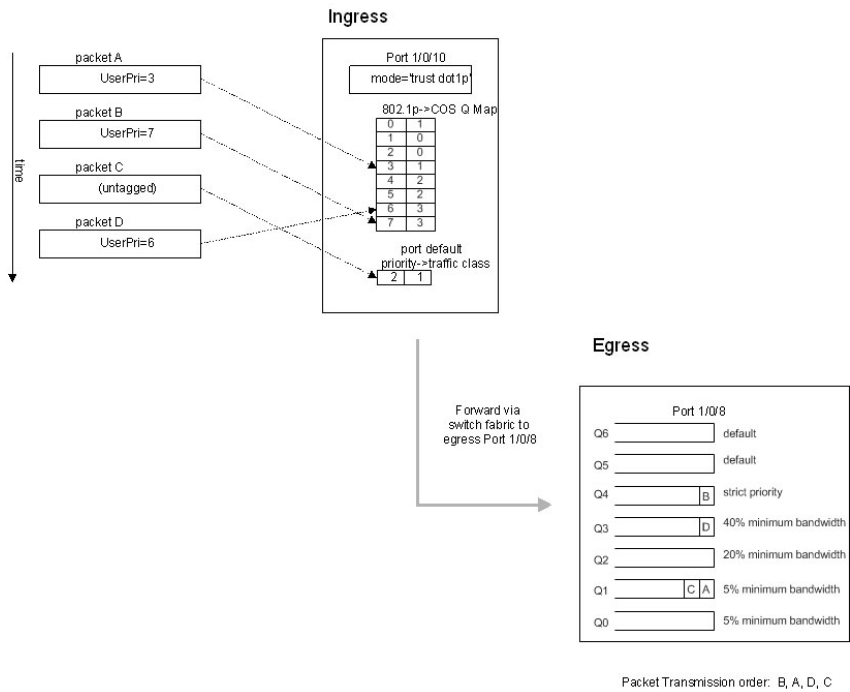 Ingress
packet A
UserPri=3
packet B
UserPri=7
packet C
(untagged)
packet D
UserPri=6
time
Port 1/0/10
mode='trust dot1p'
802.1p->COS Q Map
0 1
1 0
2 0
3 1
4 2
5 2
6 3
7 3
port default
priority->traffic class
2 1
Forward via
switch fabric to
egress Port 1/0/8
Egress
Port 1/0/8
Q6 default
Q5 default
Q4 B strict priority
Q3 D 40% minimum bandwidth
Q2 20% minimum bandwidth
Q1 C A 5% minimum bandwidth
Q0 5% minimum bandwidth
Packet Transmission order: B, A, D, C